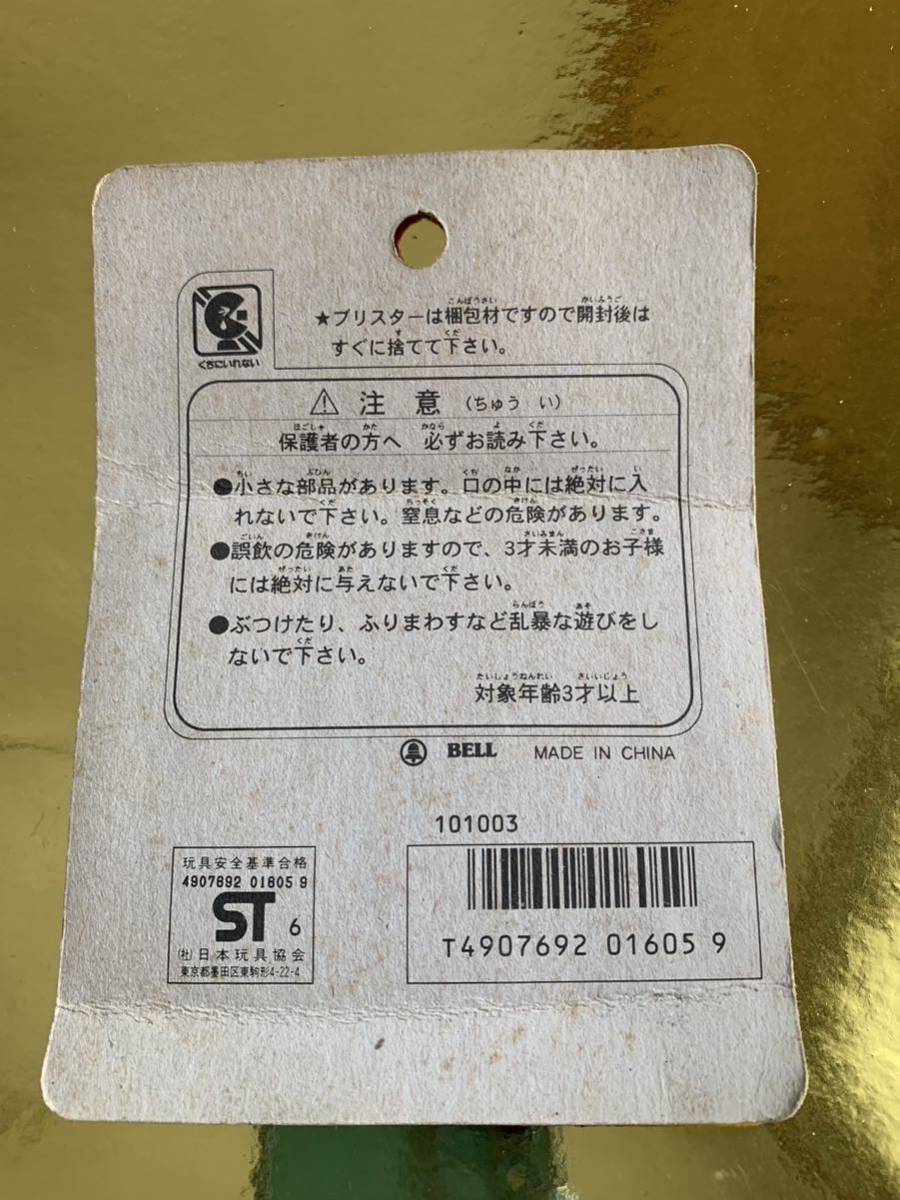 ★ブリスターは梱包材ですので開封後は
すぐに捨てて下さい。
くちにいれない
⚠ 注意 （ちゅうい）
保護者の方へ 必ずお読み下さい。
●小さな部品があります。口の中には絶対に入
れないで下さい。窒息などの危険があります。
●誤飲の危険がありますので、3才未満のお子様
には絶対に与えないで下さい。
●ぶつけたり、ふりまわすなど乱暴な遊びをし
ないで下さい。
対象年齢3才以上
BELL MADE IN CHINA
101003
玩具安全基準合格
4907692 01605 9
ST 6
(社)日本玩具協会
東京都墨田区東駒形4-22-4
T4907692 01605 9